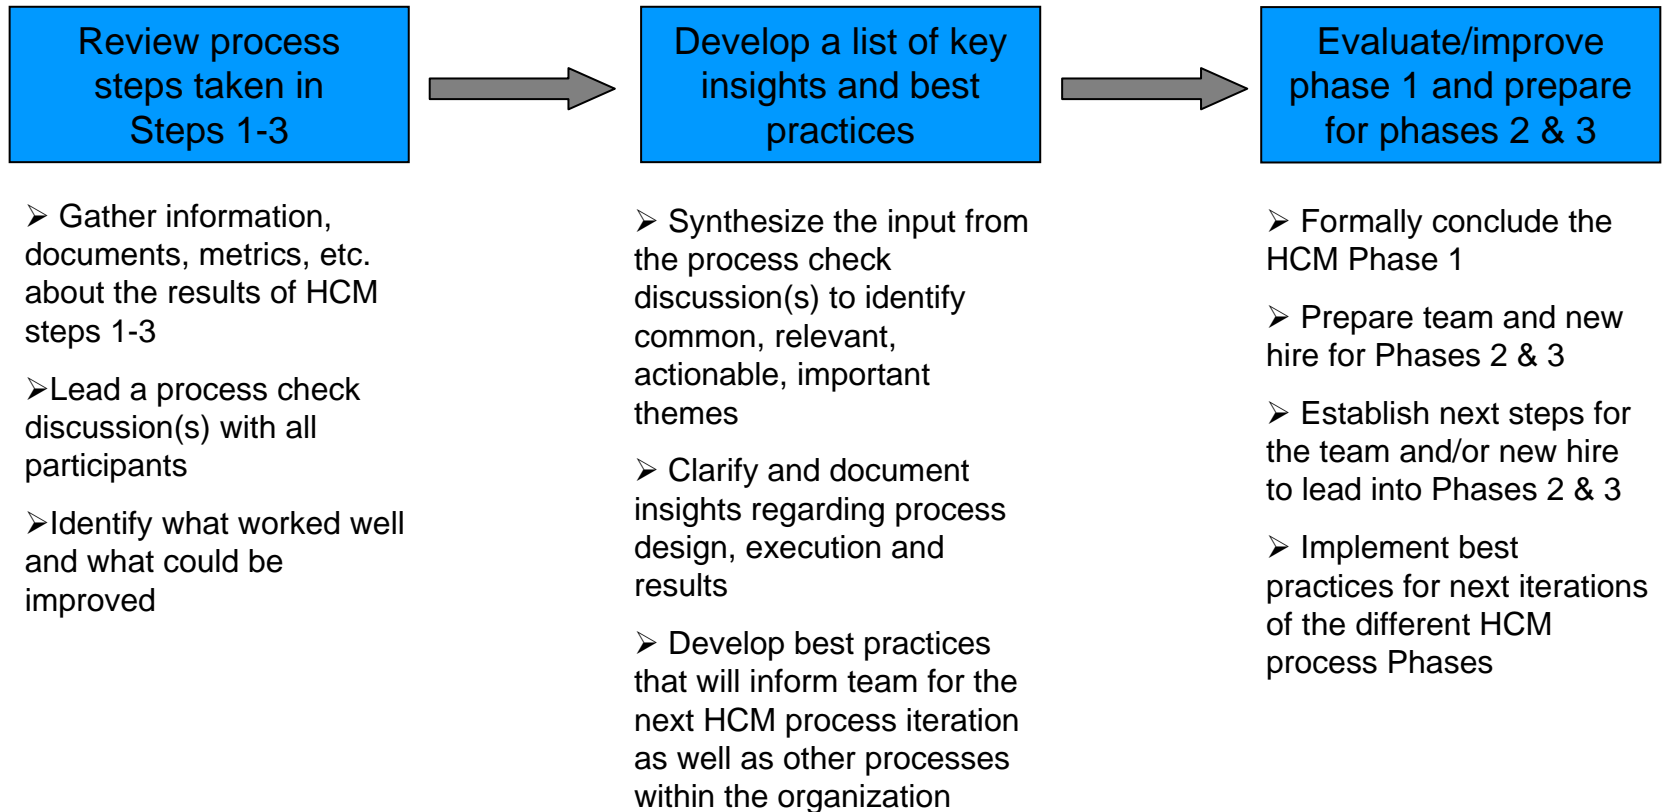 Review process
steps taken in
Steps 1-3
Develop a list of key
insights and best
practices
Evaluate/improve
phase 1 and prepare
for phases 2 & 3
➢ Gather information,
documents, metrics, etc.
about the results of HCM
steps 1-3
➢Lead a process check
discussion(s) with all
participants
➢Identify what worked well
and what could be
improved
➢ Synthesize the input from
the process check
discussion(s) to identify
common, relevant,
actionable, important
themes
➢ Clarify and document
insights regarding process
design, execution and
results
➢ Develop best practices
that will inform team for the
next HCM process iteration
as well as other processes
within the organization
➢ Formally conclude the
HCM Phase 1
➢ Prepare team and new
hire for Phases 2 & 3
➢ Establish next steps for
the team and/or new hire
to lead into Phases 2 & 3
➢ Implement best
practices for next iterations
of the different HCM
process Phases